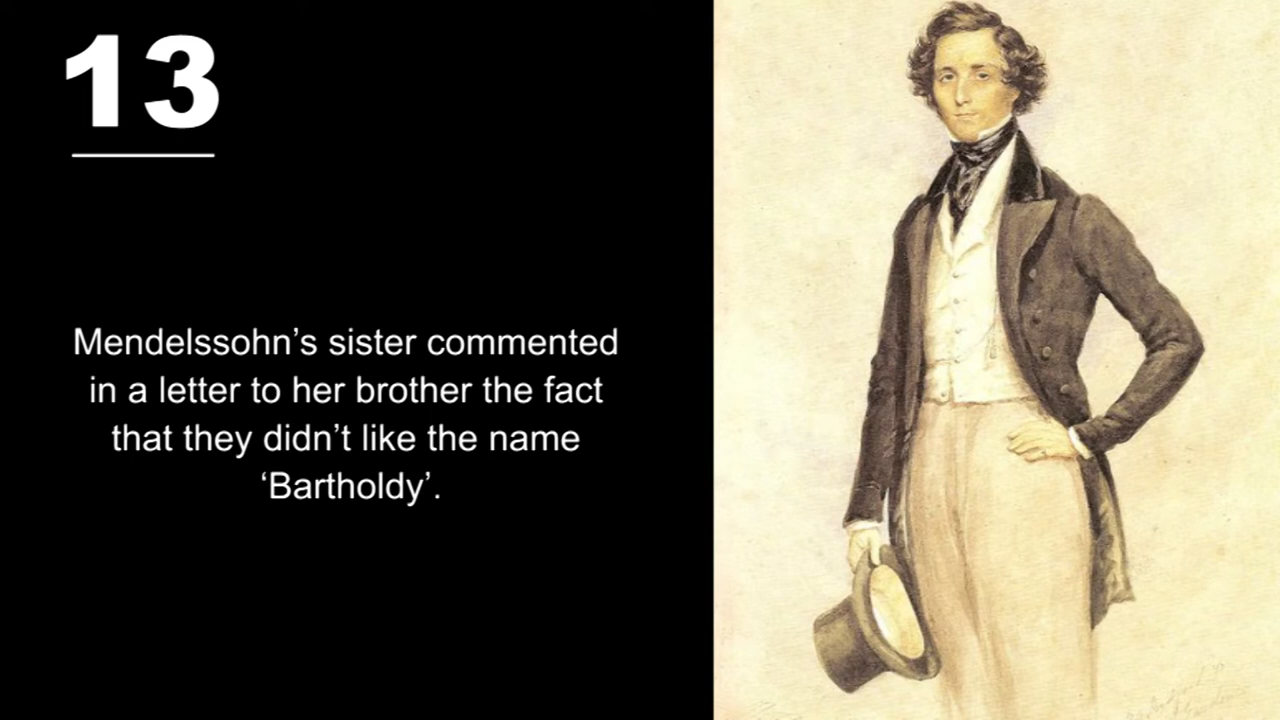 13
Mendelssohn’s sister commented
in a letter to her brother the fact
that they didn’t like the name
‘Bartholdy’.